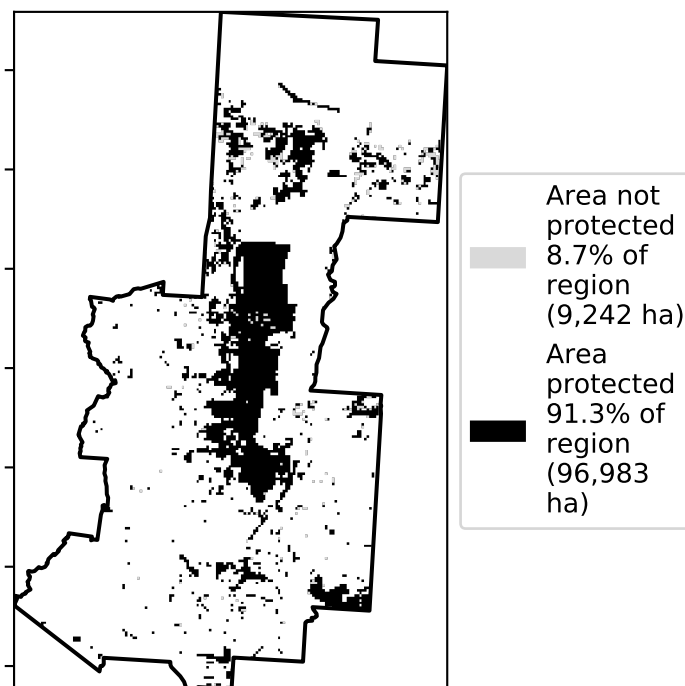 Area not
protected
8.7% of
region
(9,242 ha)
Area
protected
91.3% of
region
(96,983
ha)